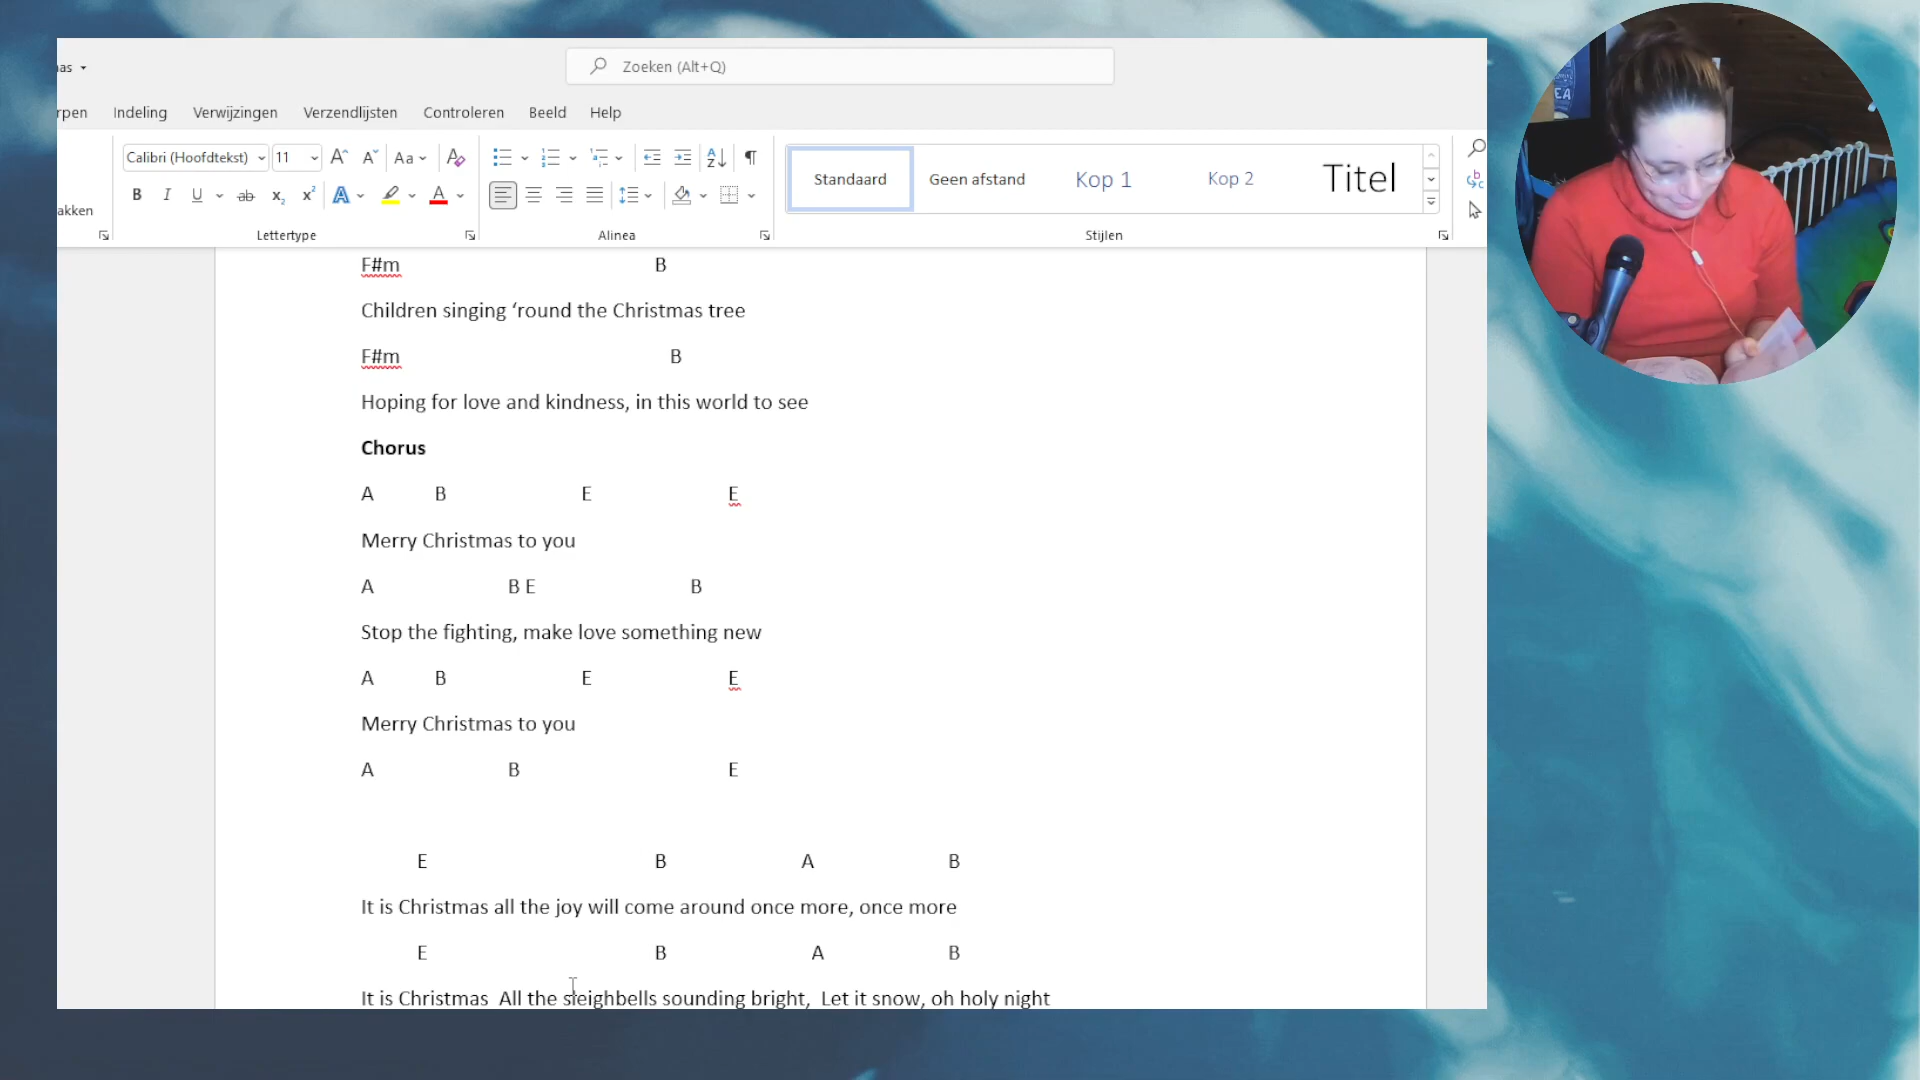 as
Zoeken (Alt+Q)
rpen Indeling Verwijzingen Verzendlijsten Controleren Beeld Help
Calibri (Hoofdtekst) 11 Aa
Standaard Geen afstand Kop 1 Kop 2 Titel
akken
Lettertype Alinea Stijlen
EA
F#m B
Children singing ‘round the Christmas tree
F#m B
Hoping for love and kindness, in this world to see
Chorus
A B E E
Merry Christmas to you
A B E B
Stop the fighting, make love something new
A B E E
Merry Christmas to you
A B E
E B A B
It is Christmas all the joy will come around once more, once more
E B A B
It is Christmas All the sleighbells sounding bright, Let it snow, oh holy night